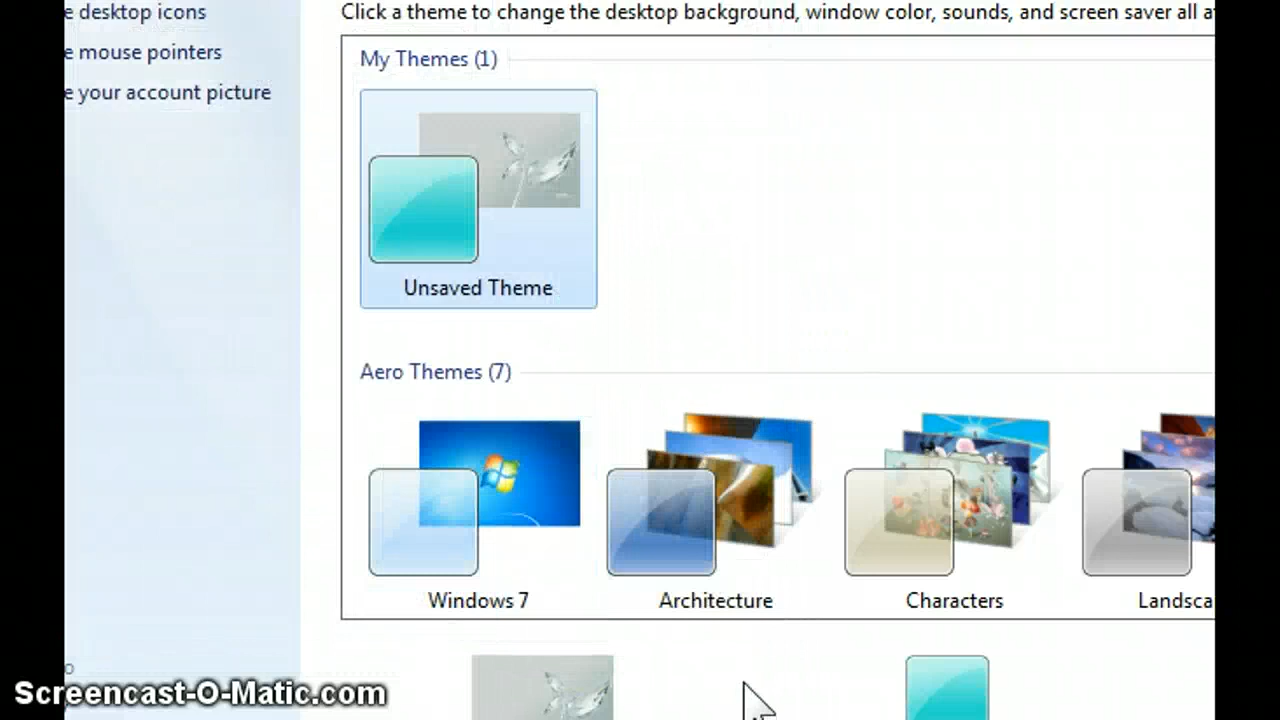 e desktop icons
e mouse pointers
e your account picture
Click a theme to change the desktop background, window color, sounds, and screen saver all a
My Themes (1)
Unsaved Theme
Aero Themes (7)
Windows 7
Architecture
Characters
Landsca
o
Screencast-O-Matic.com